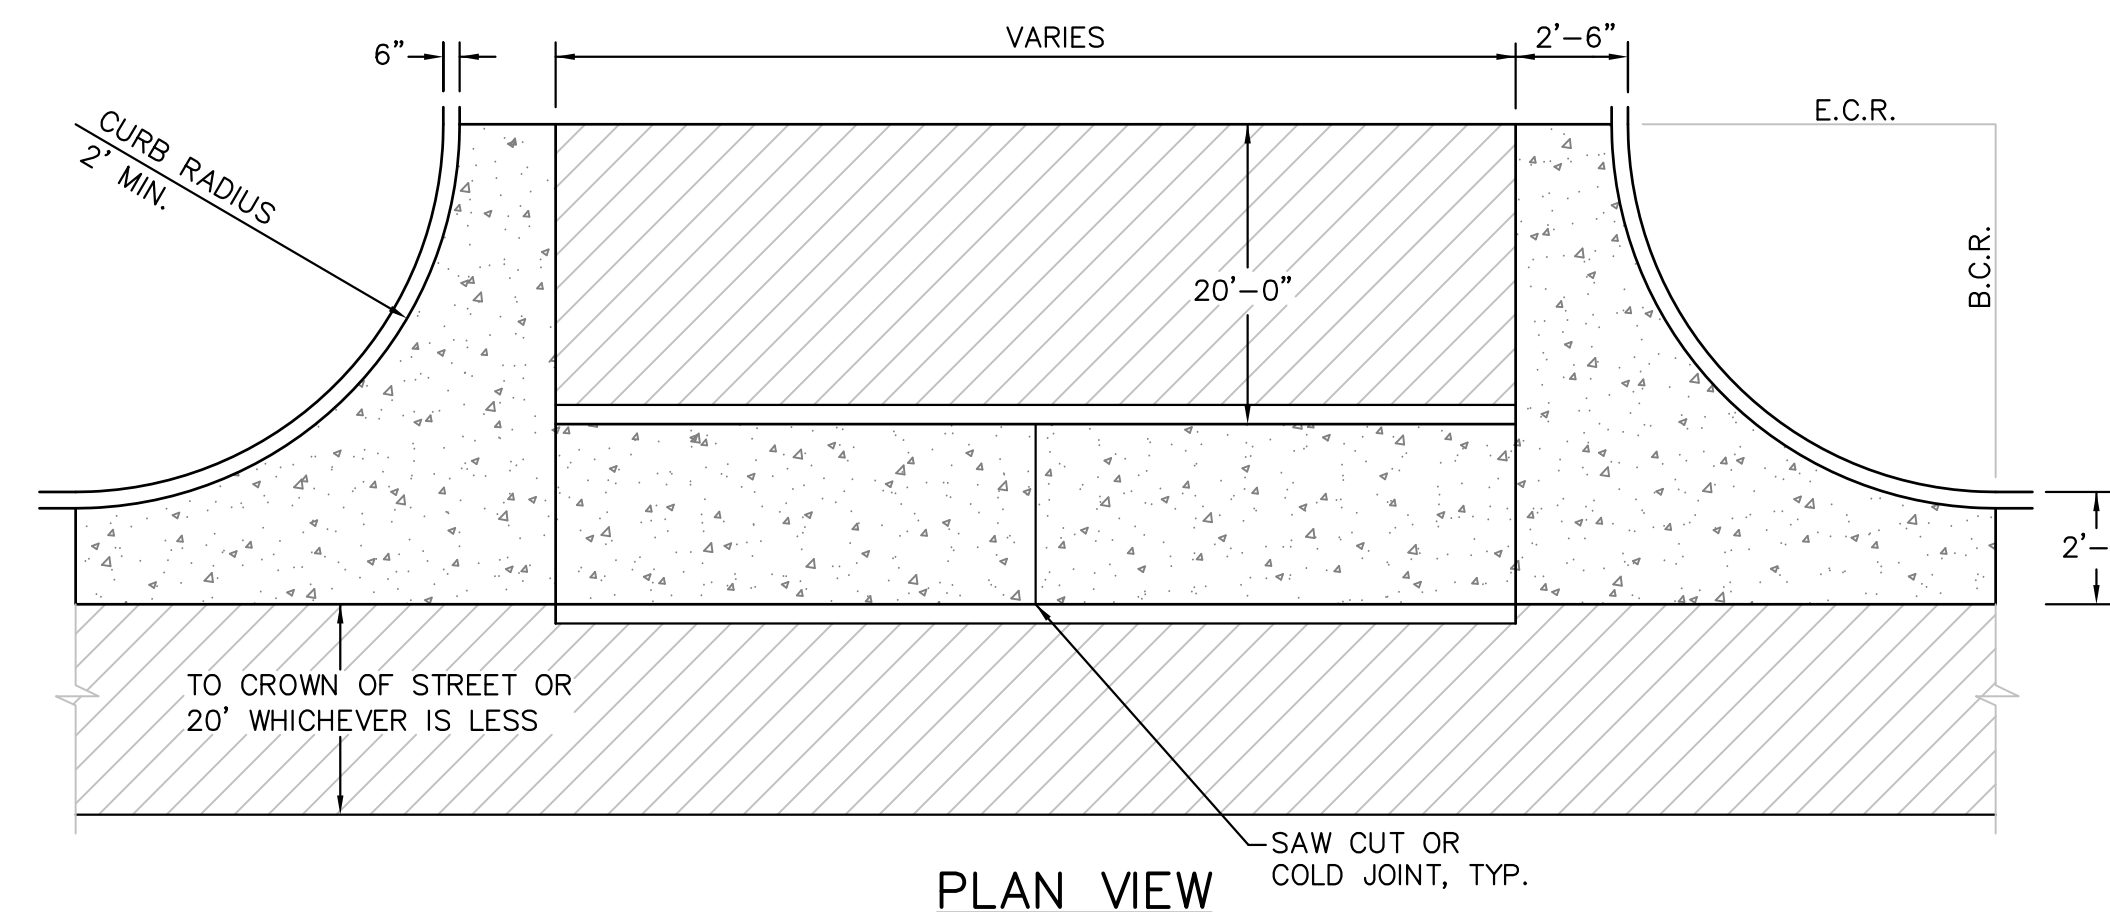 6”
VARIES
2’-6”
E.C.R.
CURB RADIUS
2’ MIN.
B.C.R.
20’-0”
2’-
TO CROWN OF STREET OR
20’ WHICHEVER IS LESS
SAW CUT OR
COLD JOINT, TYP.
PLAN VIEW